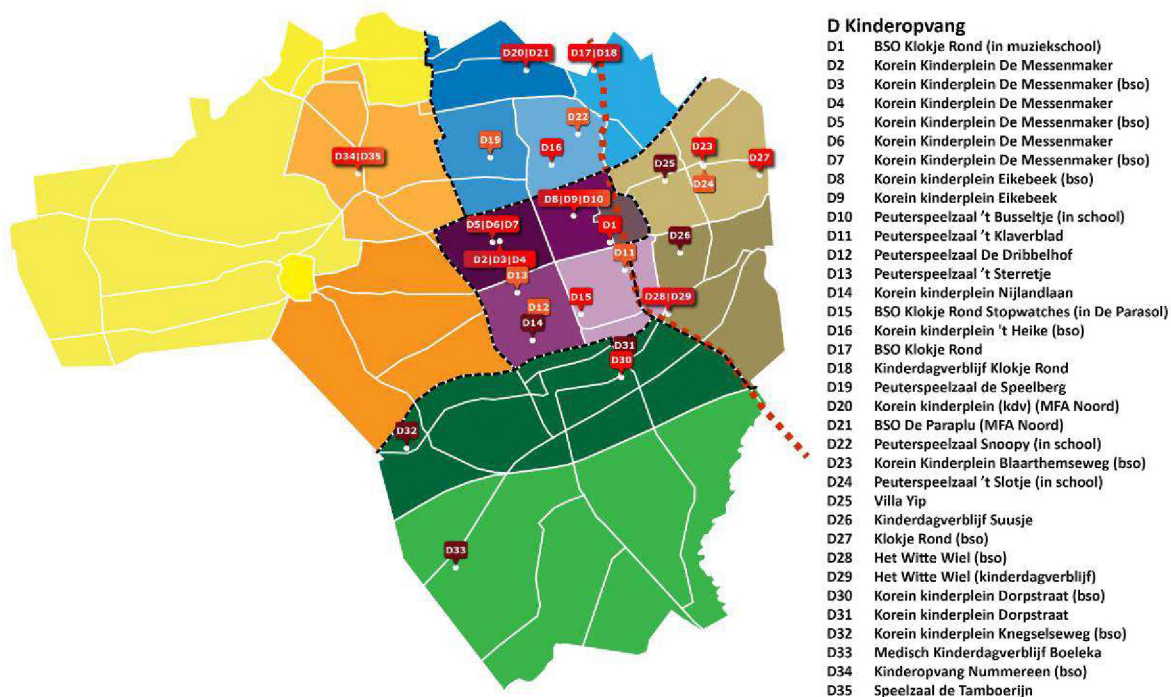 D20|D21
D17|D18
D22
D19
D16
D23
D27
D25
D24
D34|D35
D8|D9|D10
D5|D6|D7
D1
D26
D2|D3|D4
D11
D13
D12
D15
D28|D29
D14
D31
D30
D32
D33
D Kinderopvang
D1 BSO Klokje Rond (in muziekschool)
D2 Korein Kinderplein De Messenmaker
D3 Korein Kinderplein De Messenmaker (bso)
D4 Korein Kinderplein De Messenmaker
D5 Korein Kinderplein De Messenmaker (bso)
D6 Korein Kinderplein De Messenmaker
D7 Korein Kinderplein De Messenmaker (bso)
D8 Korein kinderplein Eikebeek (bso)
D9 Korein kinderplein Eikebeek
D10 Peuterspeelzaal ’t Busseltje (in school)
D11 Peuterspeelzaal ’t Klaverblad
D12 Peuterspeelzaal De Dribbelhof
D13 Peuterspeelzaal ’t Sterretje
D14 Korein kinderplein Nijlandlaan
D15 BSO Klokje Rond Stopwatches (in De Parasol)
D16 Korein kinderplein 't Heike (bso)
D17 BSO Klokje Rond
D18 Kinderdagverblijf Klokje Rond
D19 Peuterspeelzaal de Speelberg
D20 Korein kinderplein (kdv) (MFA Noord)
D21 BSO De Paraplu (MFA Noord)
D22 Peuterspeelzaal Snoopy (in school)
D23 Korein Kinderplein Blaarthemseweg (bso)
D24 Peuterspeelzaal ’t Slotje (in school)
D25 Villa Yip
D26 Kinderdagverblijf Suusje
D27 Klokje Rond (bso)
D28 Het Witte Wiel (bso)
D29 Het Witte Wiel (kinderdagverblijf)
D30 Korein kinderplein Dorpstraat (bso)
D31 Korein kinderplein Dorpstraat
D32 Korein kinderplein Knegselseweg (bso)
D33 Medisch Kinderdagverblijf Boeleka
D34 Kinderopvang Nummereen (bso)
D35 Speelzaal de Tamboerijn